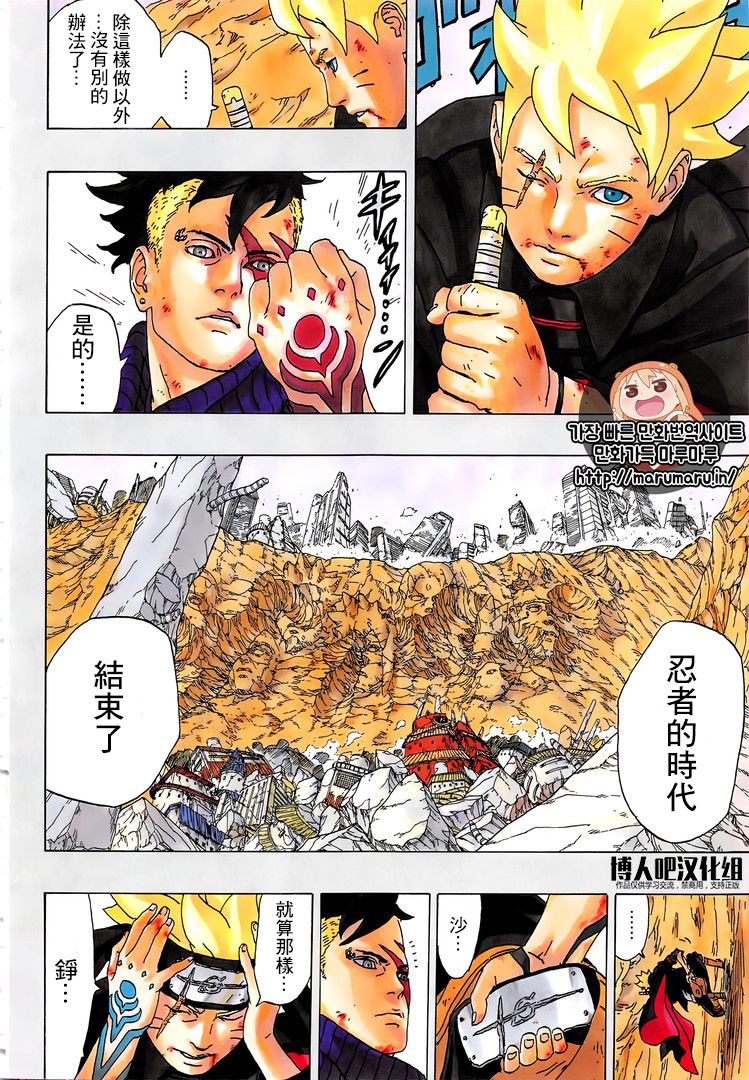 ……
除這樣做以外
…沒有別的
辦法了…
是的……
가장 빠른 만화번역사이트
만화가득 마루마루
http://marumaru.in/
忍者的時代
結束了
博人吧汉化组
作品仅供学习交流，禁商用，支持正版
…
沙…
就算那樣…
錚…